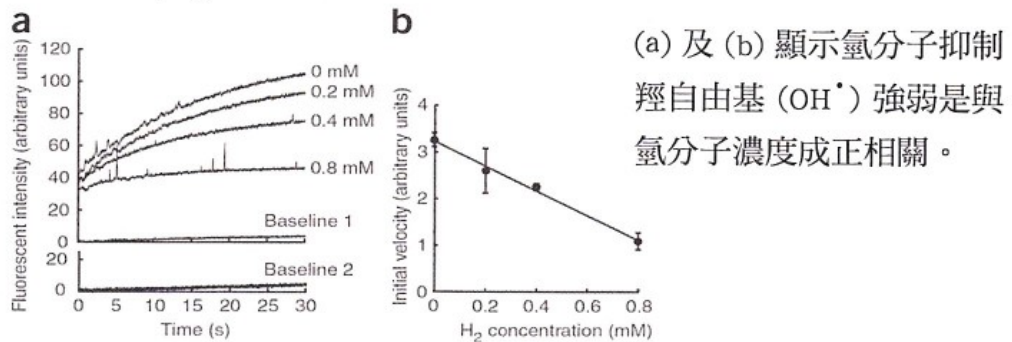 a
Fluorescent intensity (arbitrary units)
120
100
80
60
40
20
0
20
0
0 mM
0.2 mM
0.4 mM
0.8 mM
Baseline 1
Baseline 2
0 5 10 15 20 25 30
Time (s)
b
Initial velocity (arbitrary units)
4
3
2
1
0
0 0.2 0.4 0.6 0.8
H₂ concentration (mM)
(a) 及 (b) 顯示氫分子抑制
羥自由基 (OH˙) 強弱是與
氫分子濃度成正相關。